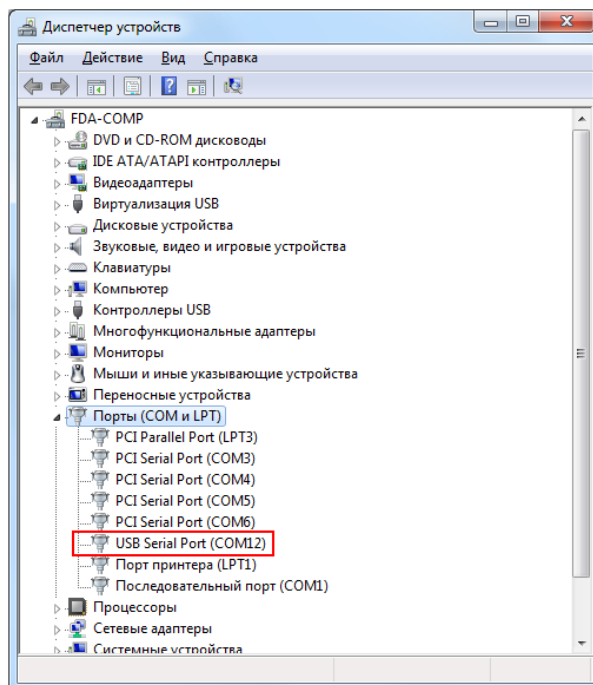 Диспетчер устройств
Файл Действие Вид Справка
FDA-COMP
DVD и CD-ROM дисководы
IDE ATA/ATAPI контроллеры
Видеоадаптеры
Виртуализация USB
Дисковые устройства
Звуковые, видео и игровые устройства
Клавиатуры
Компьютер
Контроллеры USB
Многофункциональные адаптеры
Мониторы
Мыши и иные указывающие устройства
Переносные устройства
Порты (COM и LPT)
PCI Parallel Port (LPT3)
PCI Serial Port (COM3)
PCI Serial Port (COM4)
PCI Serial Port (COM5)
PCI Serial Port (COM6)
USB Serial Port (COM12)
Порт принтера (LPT1)
Последовательный порт (COM1)
Процессоры
Сетевые адаптеры
Системные устройства